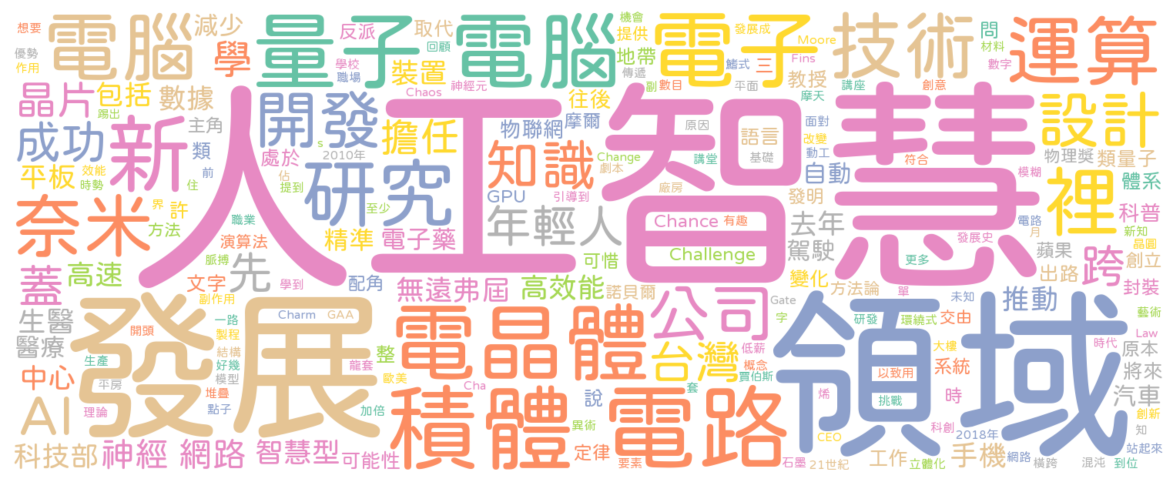 想要
優勢
作用
電腦
減少
量子電腦
反派
學
學校
職場
裝置
取代
回顧
機會
提供
地帶
傳遞
電子
發展成
Moore
鰭式
Fins
三
技術
問
材料
數字
運算
晶片
包括
踢出
數據
開發
Chaos
神經元
往後
副
數目
平面
教授
摩天
講座
創意
設計
成功
新
主角
類
前
擔任
物聯網
摩爾
人工智慧
原因
語言
基礎
面對
改變
動工
符合
模糊
物理獎
類量子
平板
效能
時勢
住
處於
2010年
s
佔
提到
研究
至少
知識
GPU
Change
劇本
講堂
引導到
廠房
自動
發明
裡
體系
科普
新知
晶圓
奈米
界
許
方法
職業
演算法
脈搏
精準
電子藥
年輕人
Chance
有趣
去年
駕駛
電路
月
發展史
蘋果
跨
創立
蓋
高速
文字
先
學到
配角
無遠弗屆
可惜
高效能
諾貝爾
Challenge
變化
方法論
更多
單
出路
封裝
生醫
醫療
副作用
開頭
一路
製程
Charm
GAA
發展
結構
好幾
模型
電晶體
公司
Gate
字
未知
研發
環繞式
推動
交由
藝術
Law
時代
原本
將來
中心
生產
平房
堆疊
點子
龍套
整
歐美
加倍
台灣
低薪
概念
賈伯斯
套
領域
大樓
以致用
挑戰
系統
時
汽車
AI
理論
Cha
積體電路
說
異術
烯
CEO
科創
2018年
創新
知
站起來
科技部
神經網路
智慧型
可能性
定律
要素
石墨
21世紀
工作
立體化
手機
網路
橫跨
混沌
到位